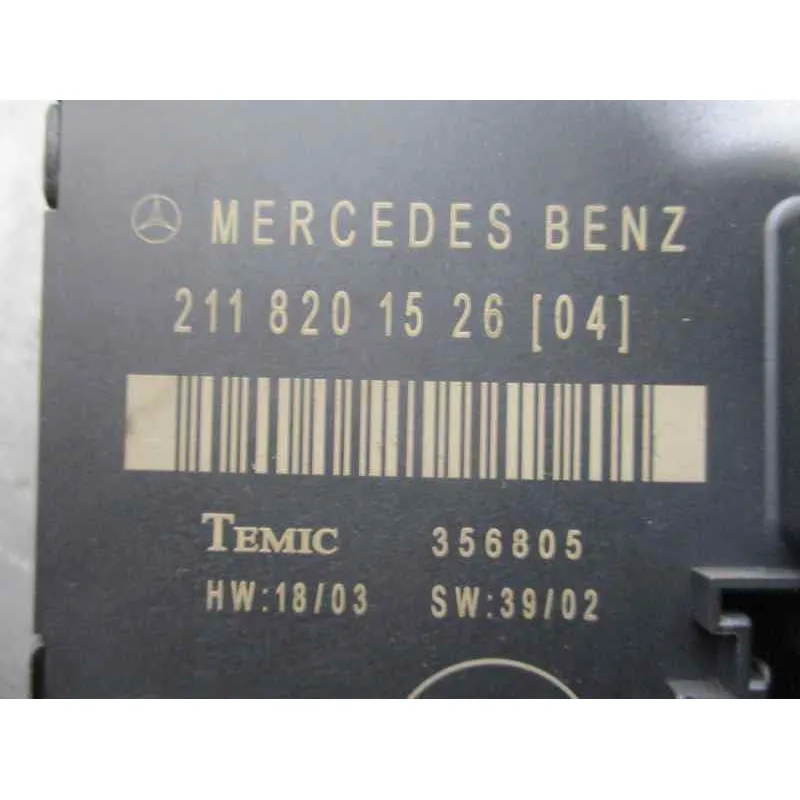 MERCEDES BENZ
211 820 15 26 [04]
TEMIC 356805
HW:18/03 SW:39/02